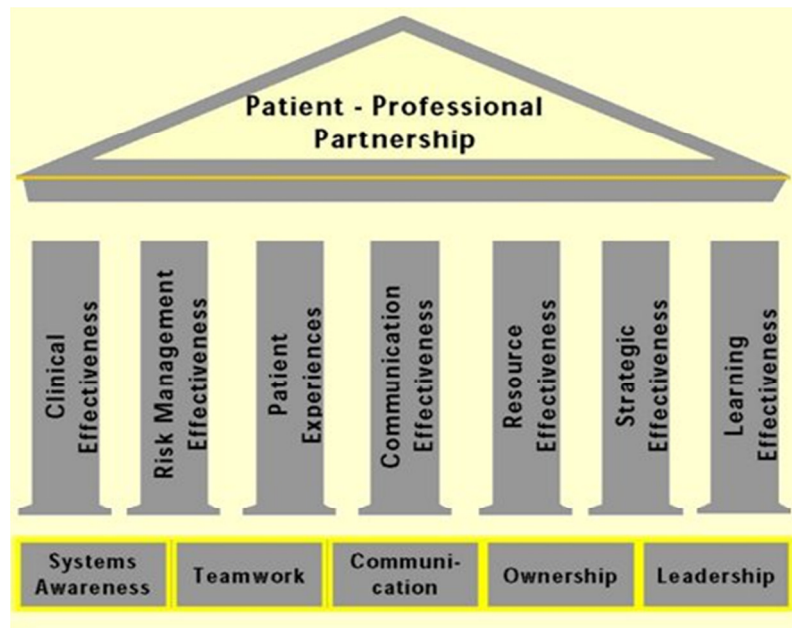 Patient - Professional
Partnership
Clinical
Effectiveness
Risk Management
Effectiveness
Patient
Experiences
Communication
Effectiveness
Resource
Effectiveness
Strategic
Effectiveness
Learning
Effectiveness
Systems
Awareness
Teamwork
Communi-
cation
Ownership
Leadership